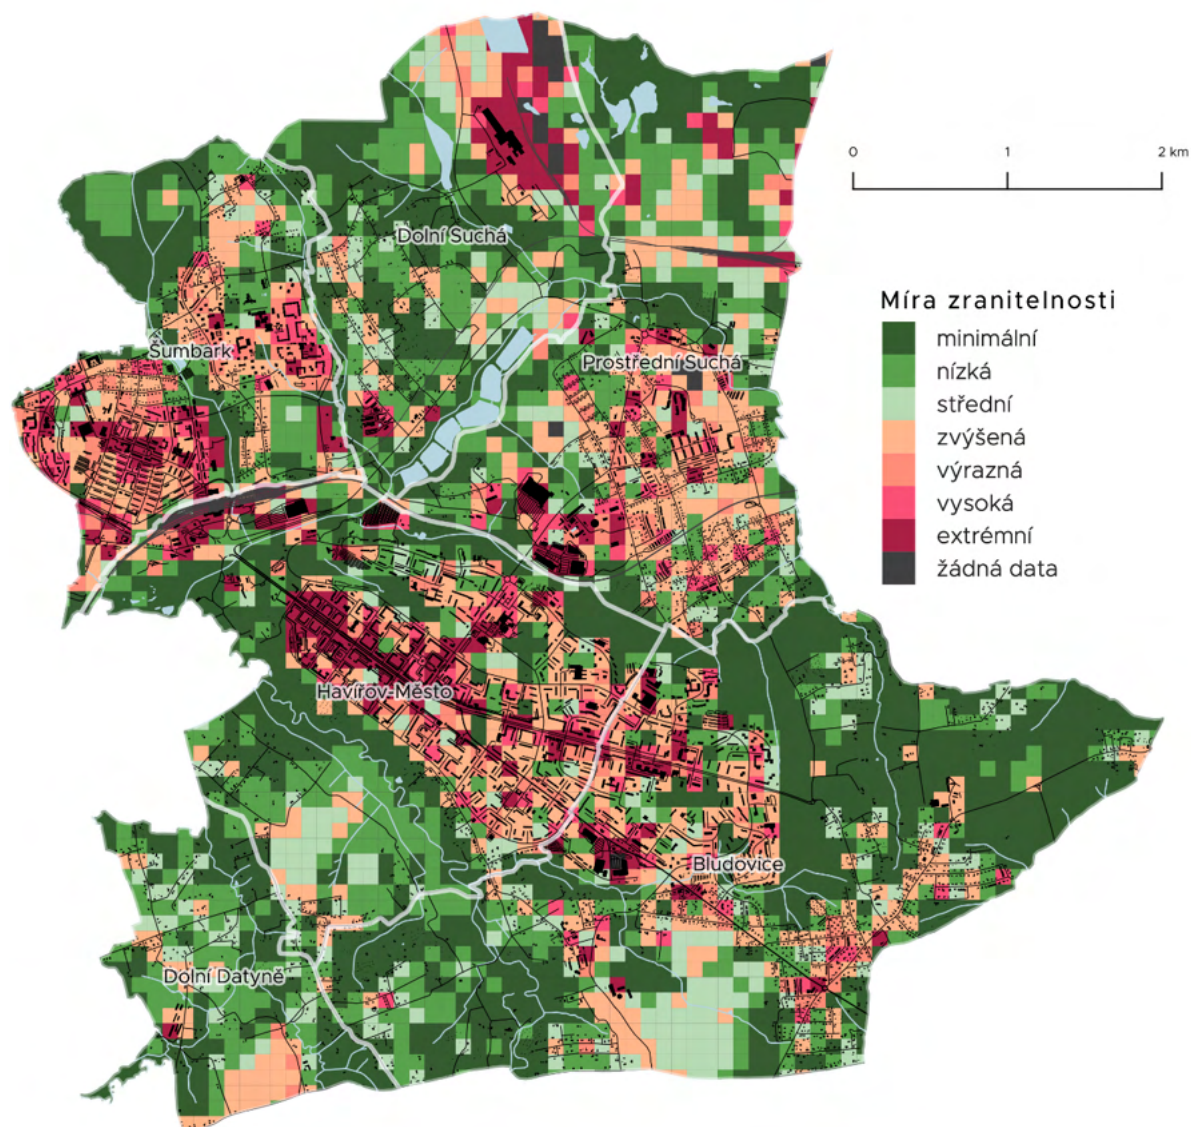 0 1 2 km
Dolní Suchá
Míra zranitelnosti
minimální
nízká
střední
zvýšená
výrazná
vysoká
extrémní
žádná data
Šumbark
Prostřední Suchá
Havířov-Město
Bludovice
Dolní Datyně